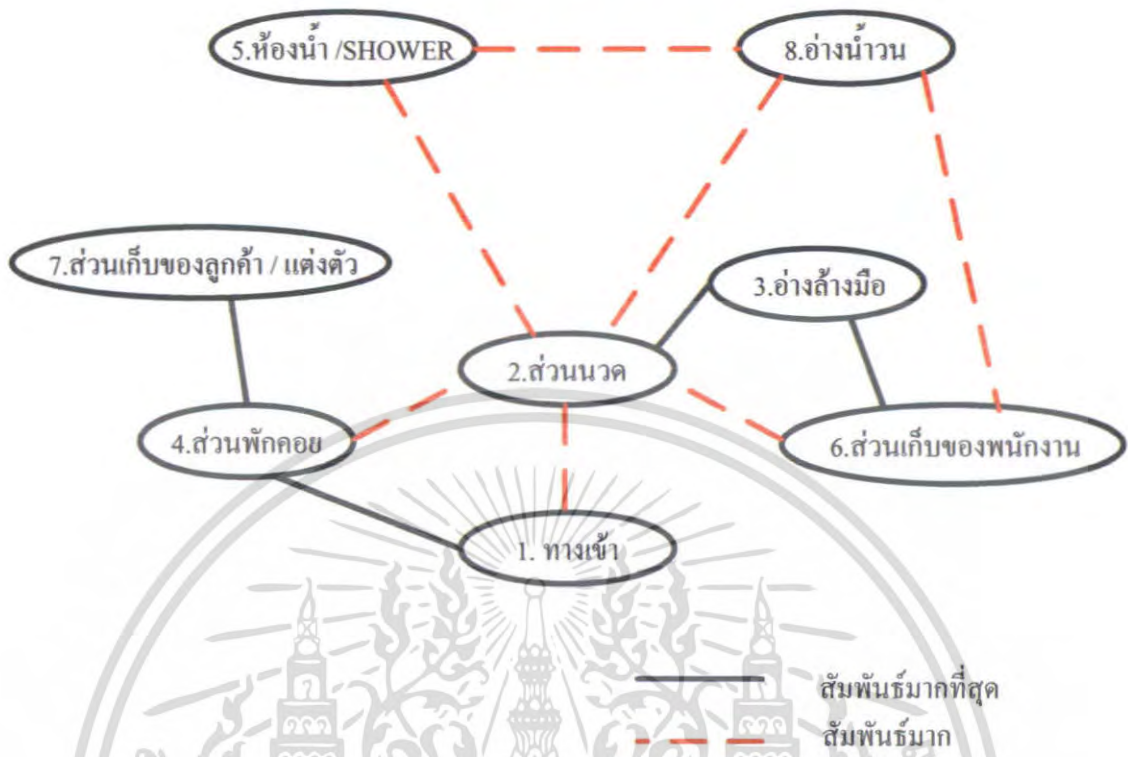 5.ห้องน้ำ /SHOWER
8.อ่างน้ำวน
7.ส่วนเก็บของลูกค้า / แต่งตัว
3.อ่างล้างมือ
2.ส่วนนวด
4.ส่วนพักคอย
6.ส่วนเก็บของพนักงาน
1. ทางเข้า
สัมพันธ์มากที่สุด
สัมพันธ์มาก